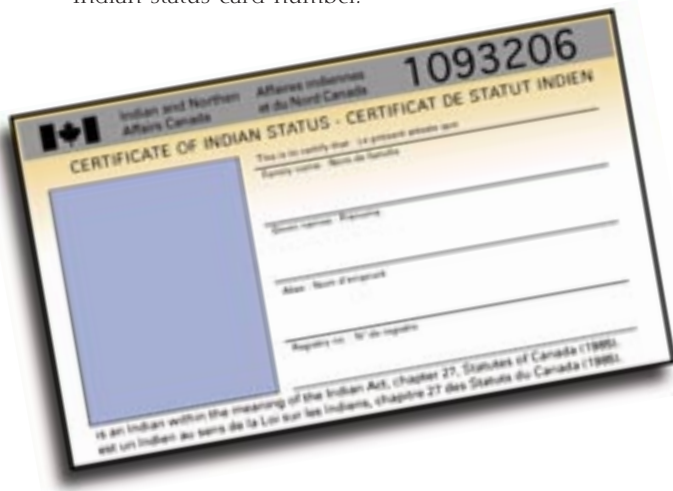 Indian status card number.
Indian and Northern Affaires indiennes 1093206
Affairs Canada et du Nord Canada
CERTIFICATE OF INDIAN STATUS - CERTIFICAT DE STATUT INDIEN
This is to certify that Le présent atteste que
Family name Nom de famille
Given names Prénoms
Alias Nom d'emprunt
Registry no. N° de registre
is an Indian within the meaning of the Indian Act, chapter 27, Statutes of Canada (1985).
est un Indien au sens de la Loi sur les Indiens, chapitre 27 des Statuts du Canada (1985).